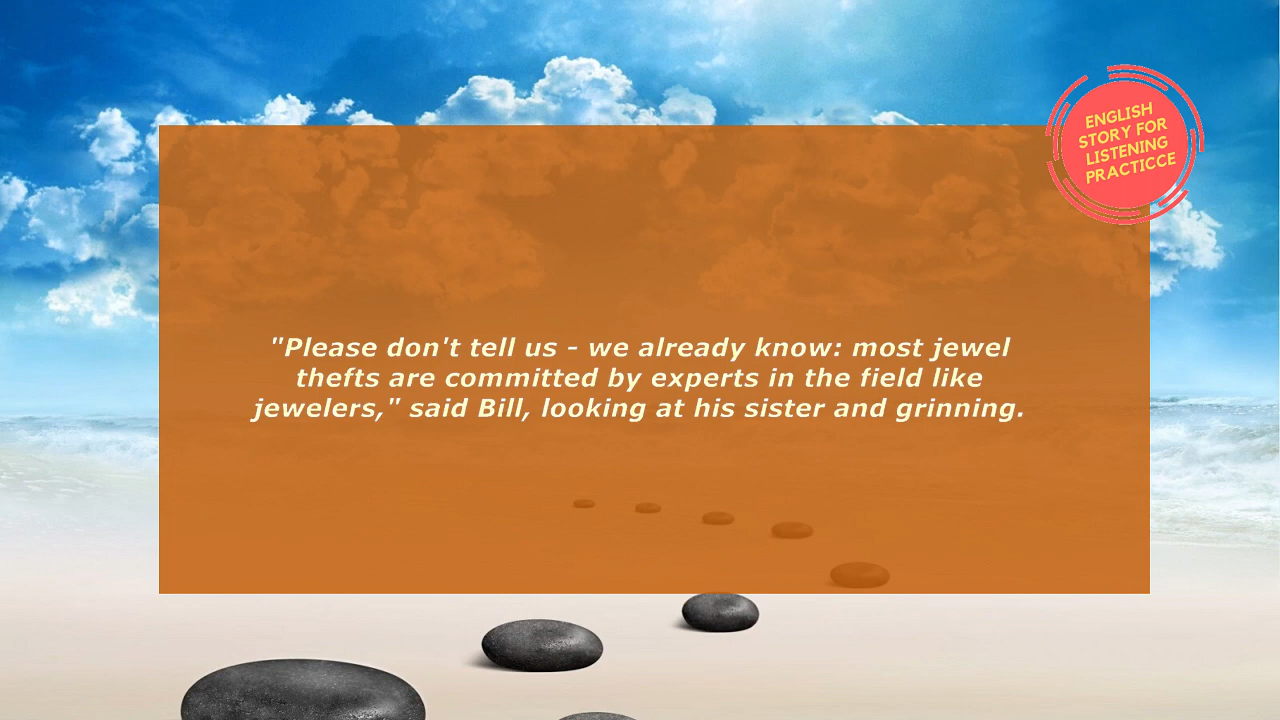 ENGLISH
STORY FOR
LISTENING
PRACTICCE
"Please don't tell us - we already know: most jewel
thefts are committed by experts in the field like
jewelers," said Bill, looking at his sister and grinning.